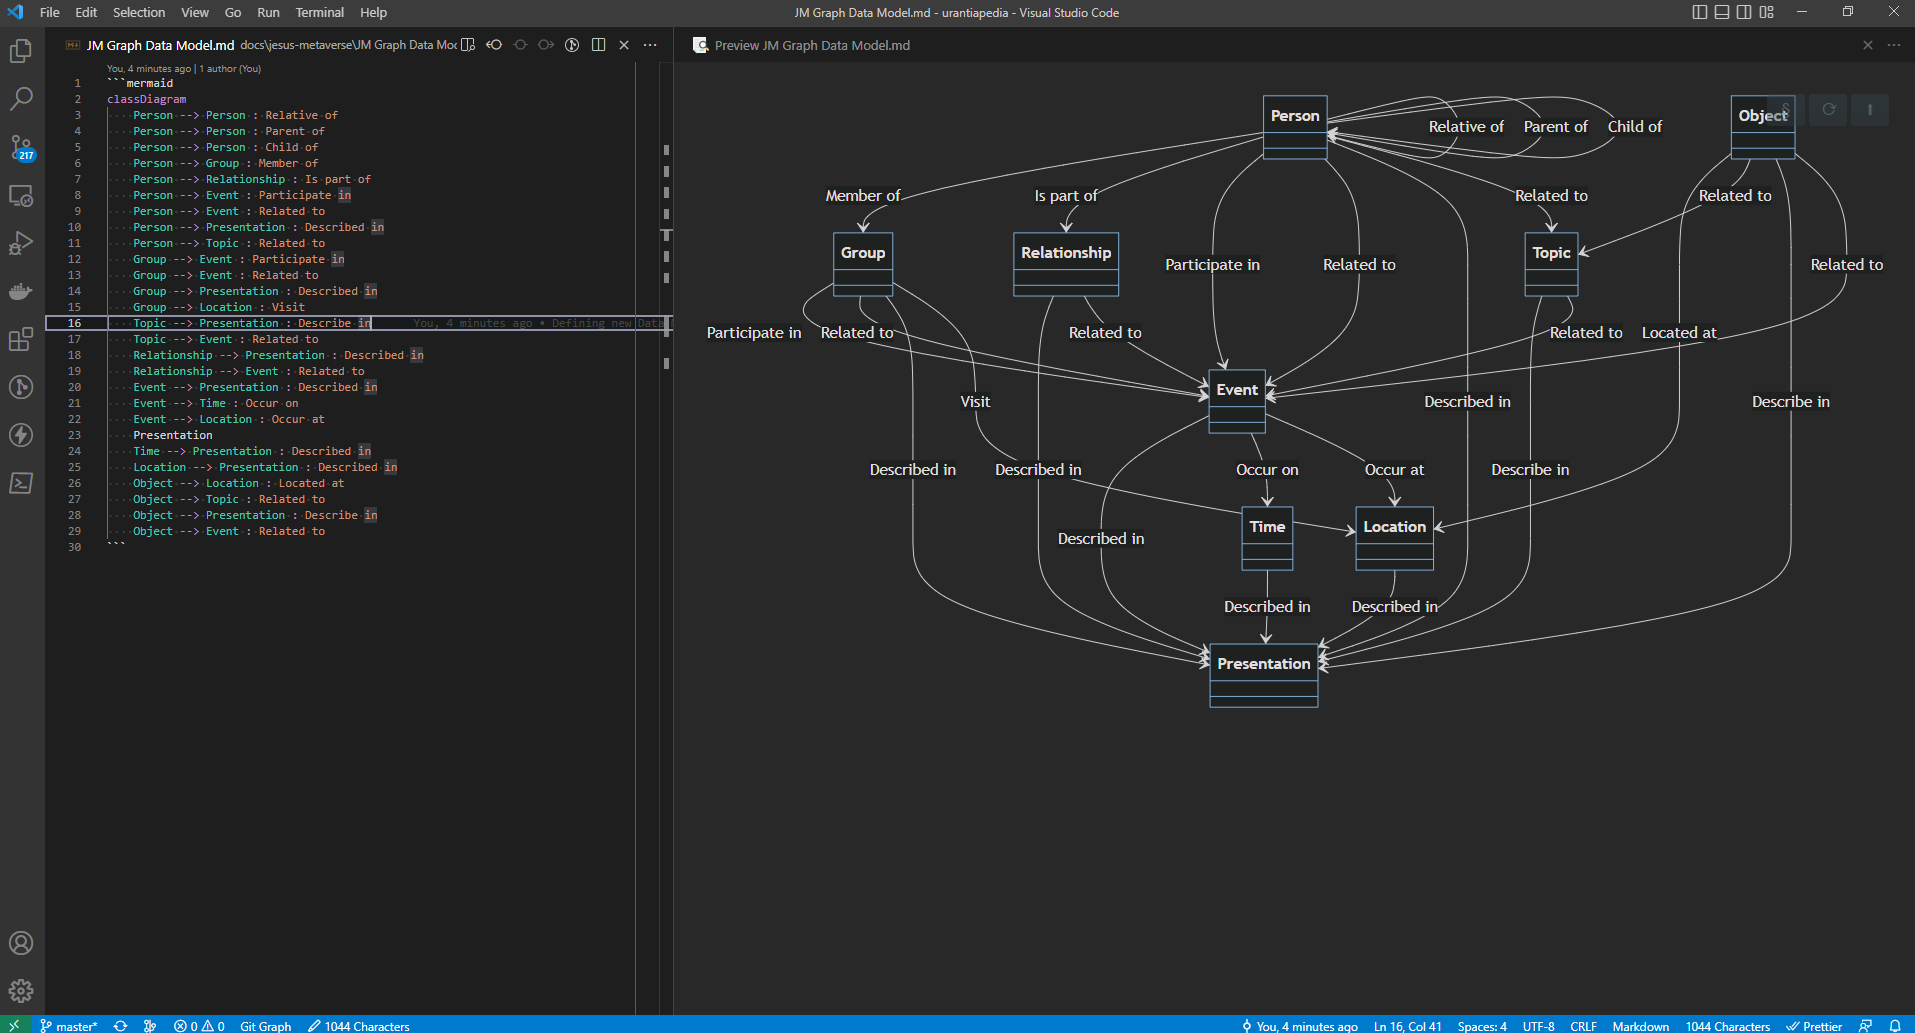 File Edit Selection View Go Run Terminal Help
JM Graph Data Model.md - urantiapedia - Visual Studio Code
JM Graph Data Model.md docs\jesus-metaverse\JM Graph Data Moc
Preview JM Graph Data Model.md
217
You, 4 minutes ago | 1 author (You)
1 ```mermaid
2 classDiagram
3 Person --> Person : Relative of
4 Person --> Person : Parent of
5 Person --> Person : Child of
6 Person --> Group : Member of
7 Person --> Relationship : Is part of
8 Person --> Event : Participate in
9 Person --> Event : Related to
10 Person --> Presentation : Described in
11 Person --> Topic : Related to
12 Group --> Event : Participate in
13 Group --> Event : Related to
14 Group --> Presentation : Described in
15 Group --> Location : Visit
16 Topic --> Presentation : Describe in You, 4 minutes ago • Defining new Data
17 Topic --> Event : Related to
18 Relationship --> Presentation : Described in
19 Relationship --> Event : Related to
20 Event --> Presentation : Described in
21 Event --> Time : Occur on
22 Event --> Location : Occur at
23 Presentation
24 Time --> Presentation : Described in
25 Location --> Presentation : Described in
26 Object --> Location : Located at
27 Object --> Topic : Related to
28 Object --> Presentation : Describe in
29 Object --> Event : Related to
30 ```
Person Object
Relative of Parent of Child of
Member of Is part of Related to Related to
Group Relationship Topic
Participate in Related to Related to
Participate in Related to Related to Related to Located at
Event
Visit Described in Describe in
Described in Described in Occur on Occur at Describe in
Time Location
Described in
Described in Described in
Presentation
master* 0 0 Git Graph 1044 Characters
You, 4 minutes ago Ln 16, Col 41 Spaces: 4 UTF-8 CRLF Markdown 1044 Characters Prettier